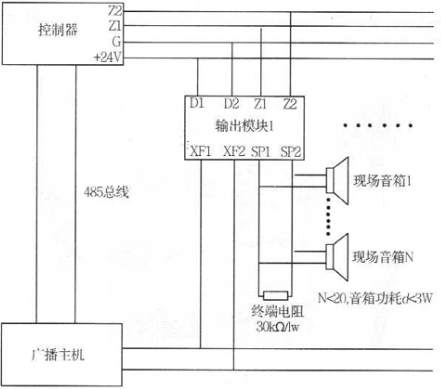 控制器
Z2
Z1
G
+24V
D1 D2 Z1 Z2
输出模块1
XF1 XF2 SP1 SP2
······
现场音箱1
485总线
现场音箱N
N<20,音箱功耗d<3W
终端电阻
30kΩ/1w
广播主机